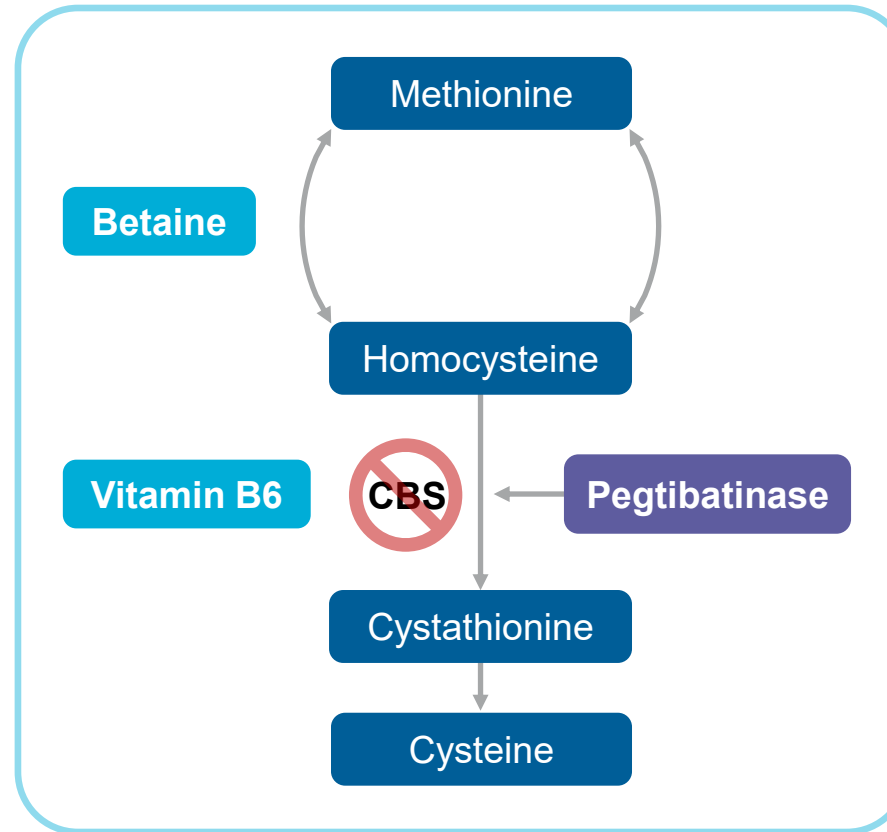 Methionine
Betaine
Homocysteine
Vitamin B6
CBS
Pegtibatinase
Cystathionine
Cysteine